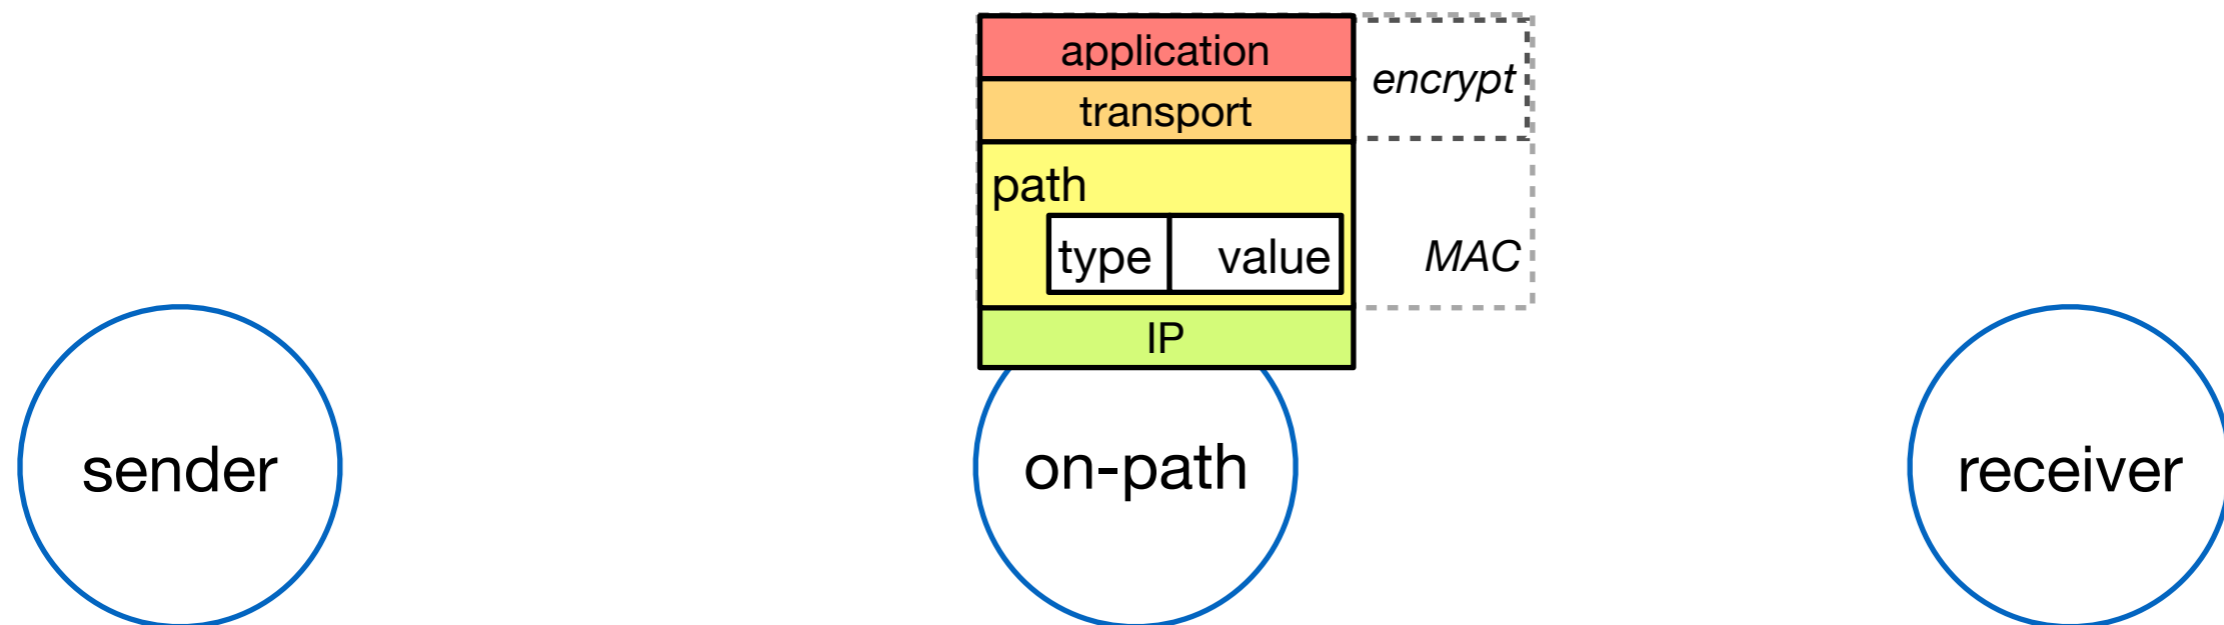 application
encrypt
transport
path
type value
MAC
IP
sender
on-path
receiver